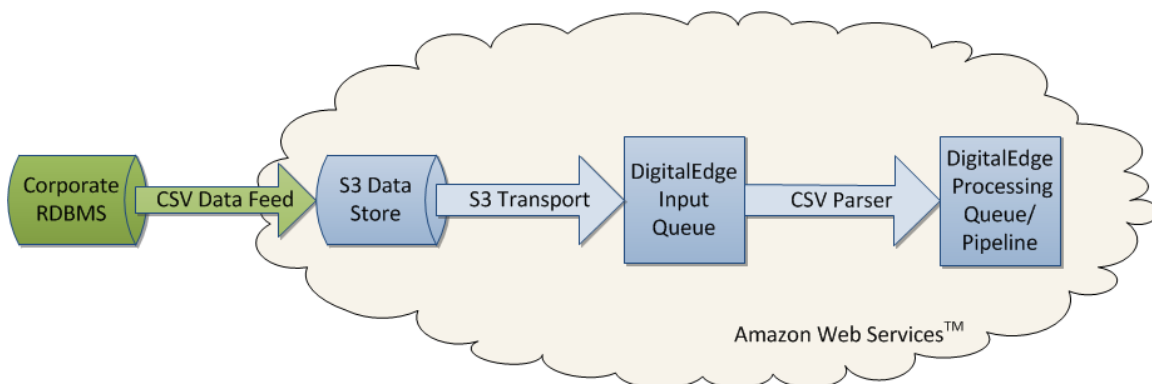 Corporate
RDBMS
CSV Data Feed
S3 Data
Store
S3 Transport
DigitalEdge
Input
Queue
CSV Parser
DigitalEdge
Processing
Queue/
Pipeline
Amazon Web Services™